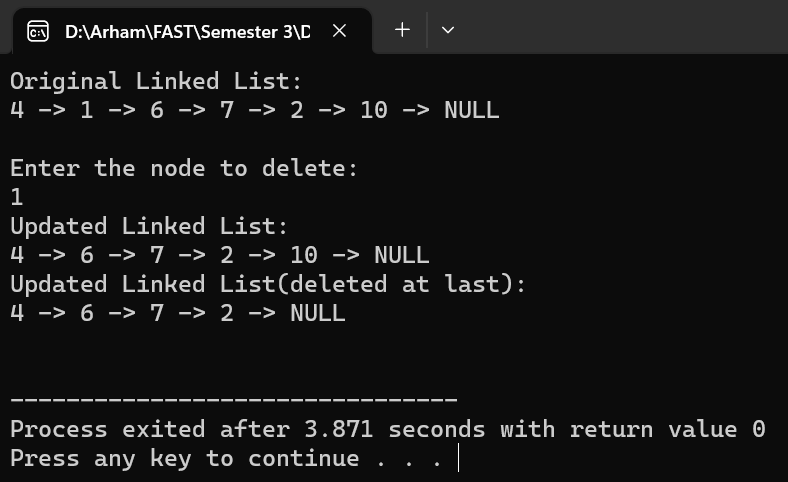 D:\Arham\FAST\Semester 3\D
Original Linked List:
4 -> 1 -> 6 -> 7 -> 2 -> 10 -> NULL
Enter the node to delete:
1
Updated Linked List:
4 -> 6 -> 7 -> 2 -> 10 -> NULL
Updated Linked List(deleted at last):
4 -> 6 -> 7 -> 2 -> NULL
--------------------------------
Process exited after 3.871 seconds with return value 0
Press any key to continue . . .